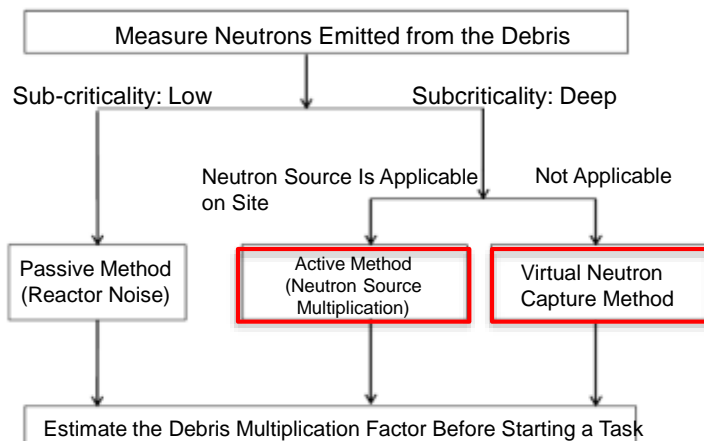 Measure Neutrons Emitted from the Debris
Sub-criticality: Low
Subcriticality: Deep
Neutron Source Is Applicable
on Site
Not Applicable
Passive Method
(Reactor Noise)
Active Method
(Neutron Source
Multiplication)
Virtual Neutron
Capture Method
Estimate the Debris Multiplication Factor Before Starting a Task